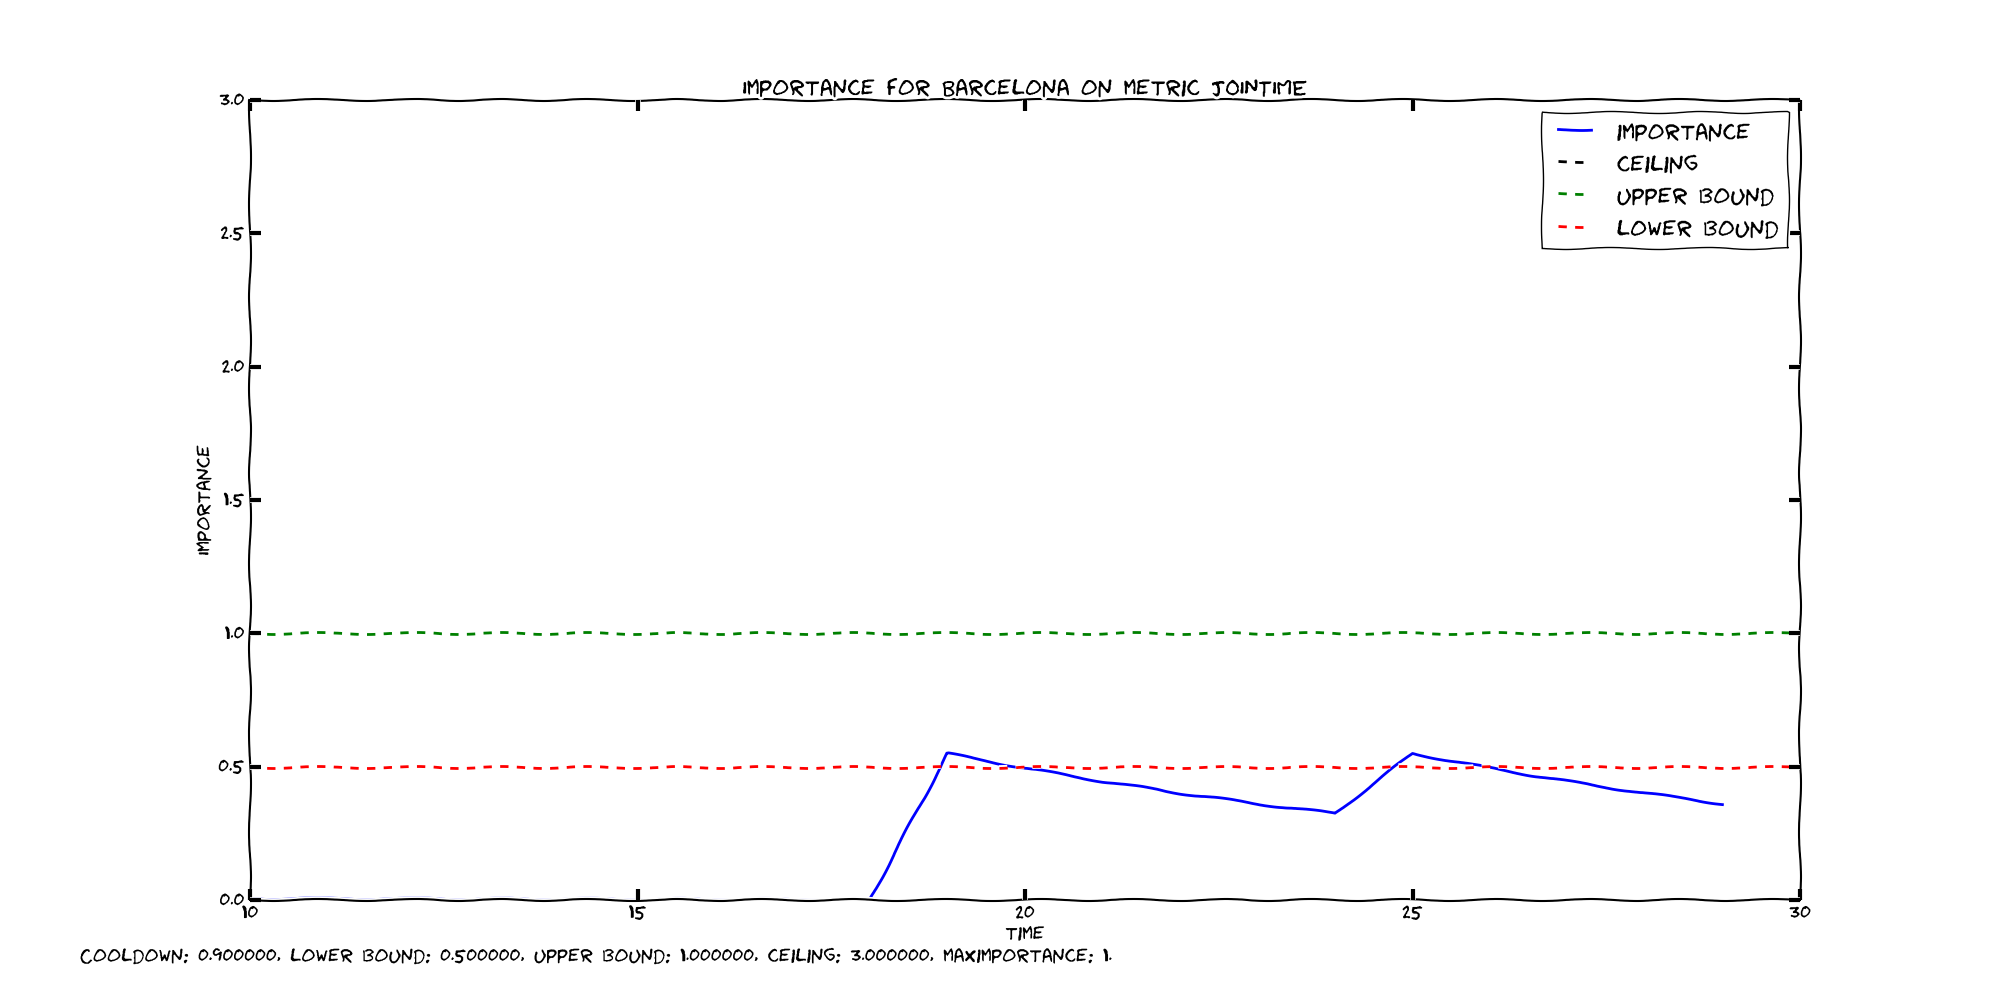 IMPORTANCE FOR BARCELONA ON METRIC JOINTIME
3.0
2.5
2.0
1.5
1.0
0.5
0.0
IMPORTANCE
IMPORTANCE
CEILING
UPPER BOUND
LOWER BOUND
10 15 20 25 30
TIME
COOLDOWN: 0.900000, LOWER BOUND: 0.500000, UPPER BOUND: 1.000000, CEILING: 3.000000, MAXIMPORTANCE: 1.